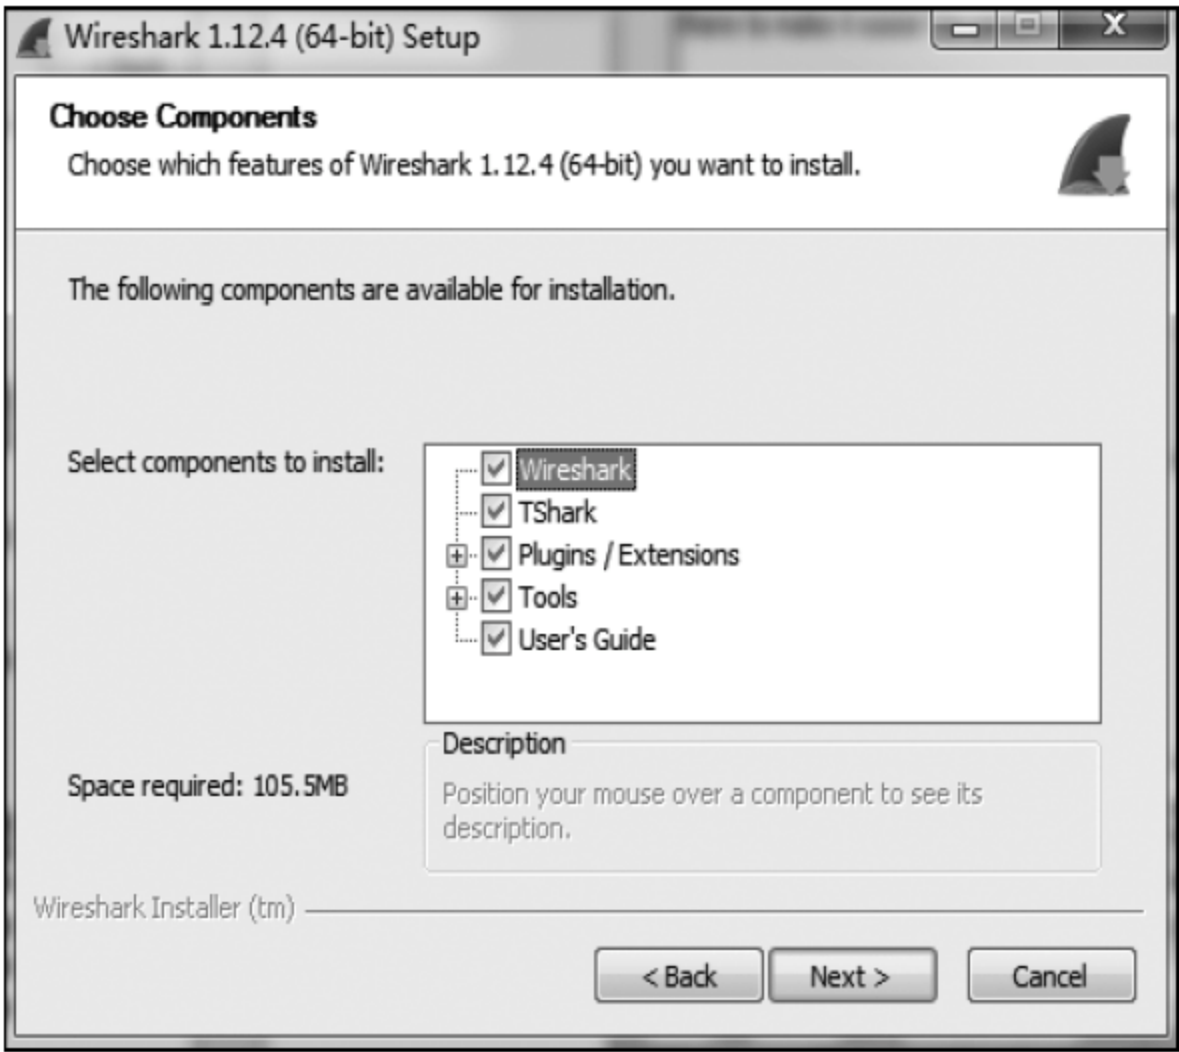 Wireshark 1.12.4 (64-bit) Setup
Choose Components
Choose which features of Wireshark 1.12.4 (64-bit) you want to install.
The following components are available for installation.
Select components to install:
Wireshark
TShark
Plugins / Extensions
Tools
User's Guide
Space required: 105.5MB
Description
Position your mouse over a component to see its
description.
Wireshark Installer (tm)
< Back
Next >
Cancel